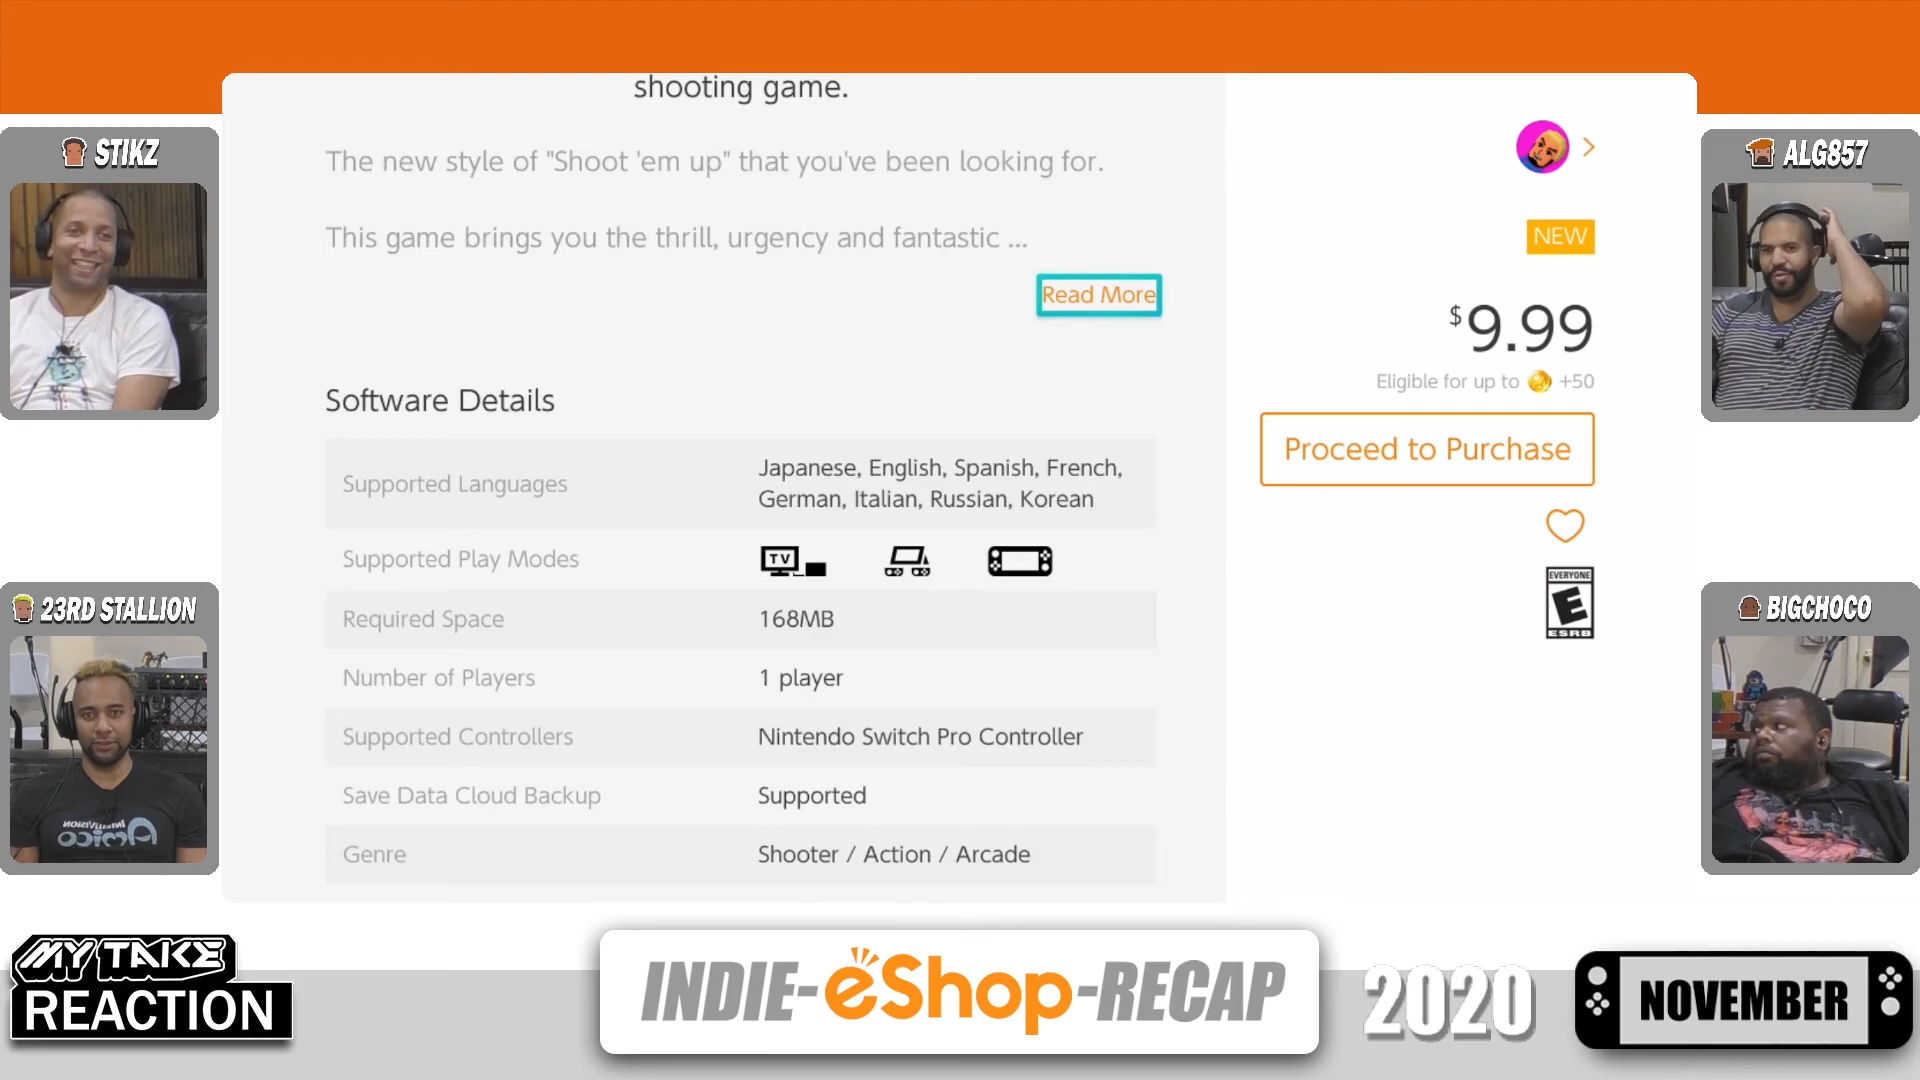 shooting game.
The new style of "Shoot 'em up" that you've been looking for.
This game brings you the thrill, urgency and fantastic ...
Read More
Software Details
Supported Languages
Japanese, English, Spanish, French,
German, Italian, Russian, Korean
Supported Play Modes
TV
Required Space
168MB
Number of Players
1 player
Supported Controllers
Nintendo Switch Pro Controller
Save Data Cloud Backup
Supported
Genre
Shooter / Action / Arcade
NEW
$9.99
Eligible for up to +50
Proceed to Purchase
EVERYONE
E
ESRB
STIKZ
23RD STALLION
INTELLIVISION
Amico
ALG857
BIGCHOCO
MY TAKE
REACTION
INDIE-eShop-RECAP
2020
NOVEMBER